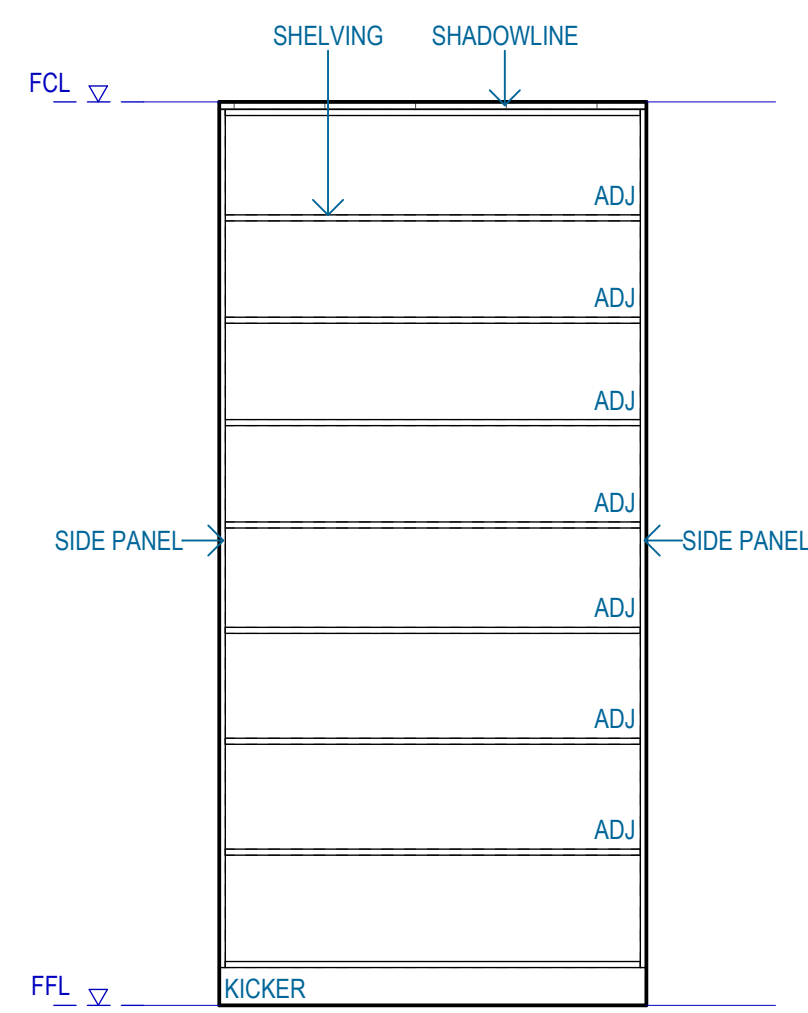 SHELVING
SHADOWLINE
FCL
ADJ
ADJ
ADJ
ADJ
SIDE PANEL
SIDE PANEL
ADJ
ADJ
ADJ
FFL
KICKER